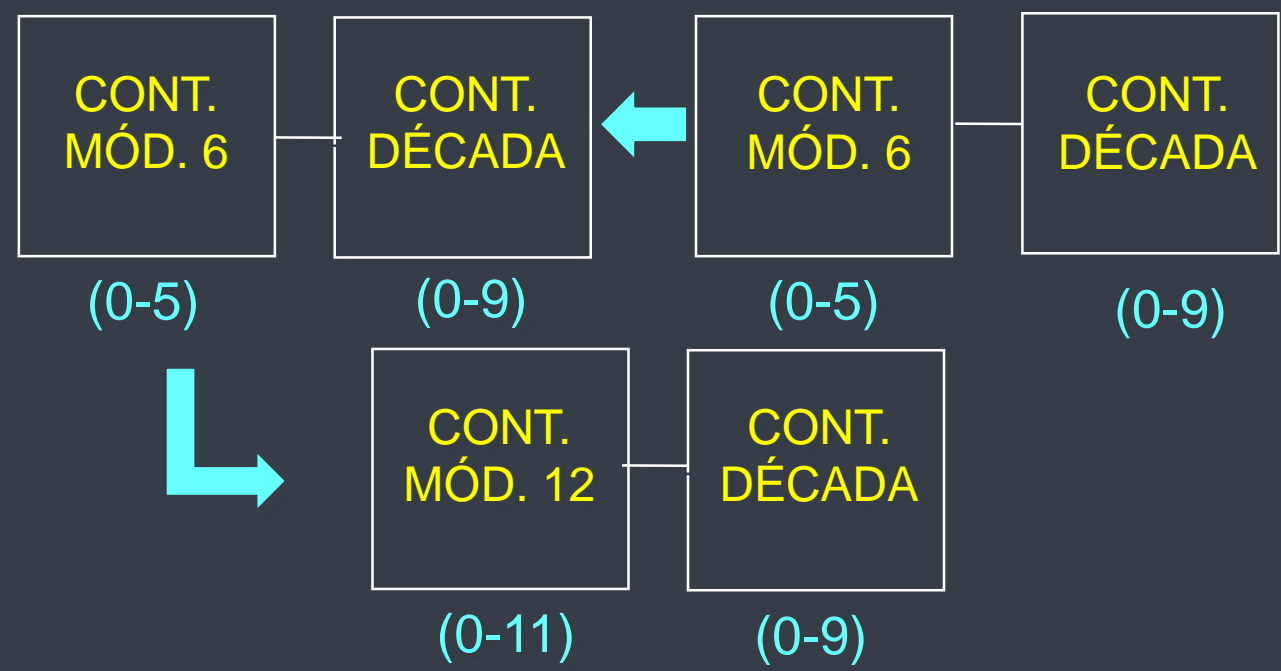 CONT.
MÓD. 6
CONT.
DÉCADA
CONT.
MÓD. 6
CONT.
DÉCADA
(0-5)
(0-9)
(0-5)
(0-9)
CONT.
MÓD. 12
CONT.
DÉCADA
(0-11)
(0-9)